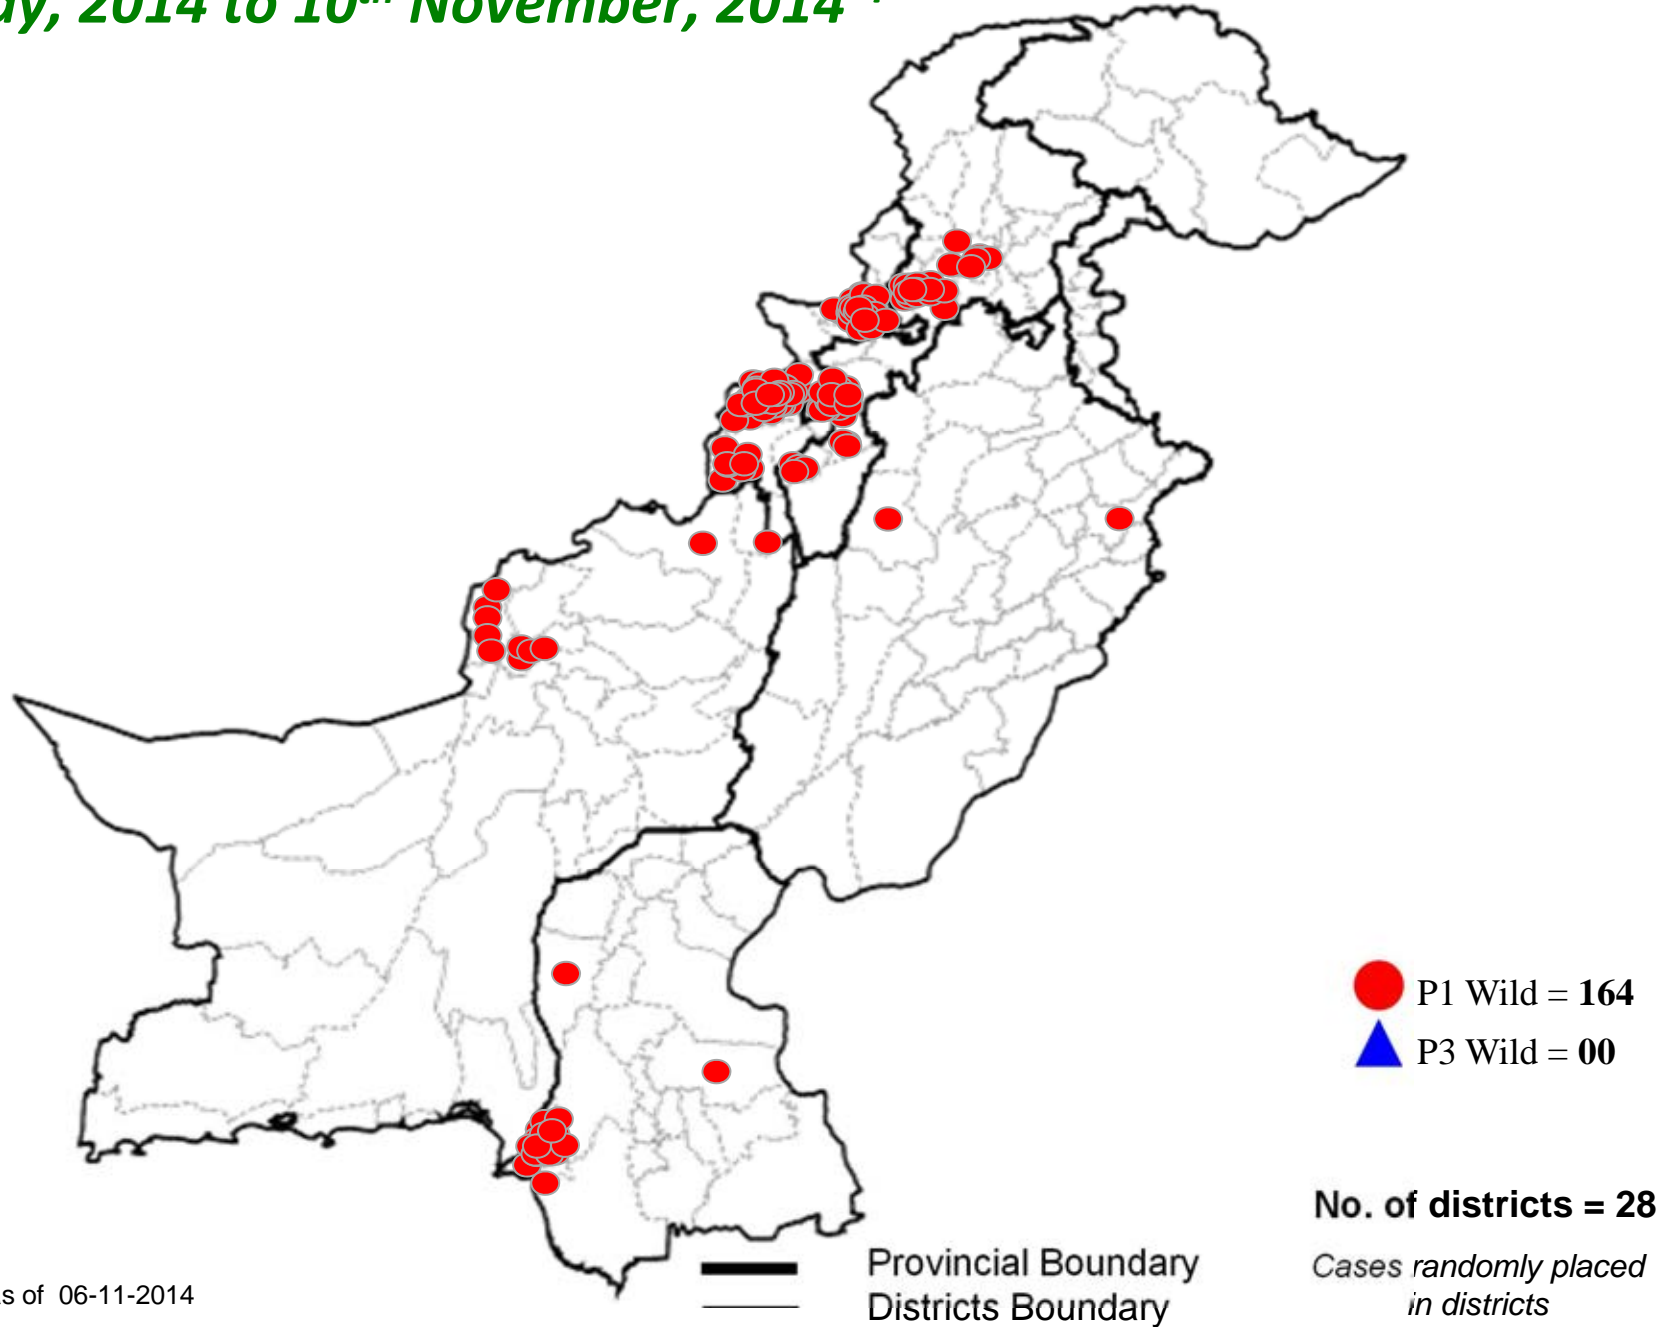 2014 to 10th November, 2014
P1 Wild = 164
P3 Wild = 00
No. of districts = 28
Cases randomly placed
in districts
Provincial Boundary
Districts Boundary
of 06-11-2014